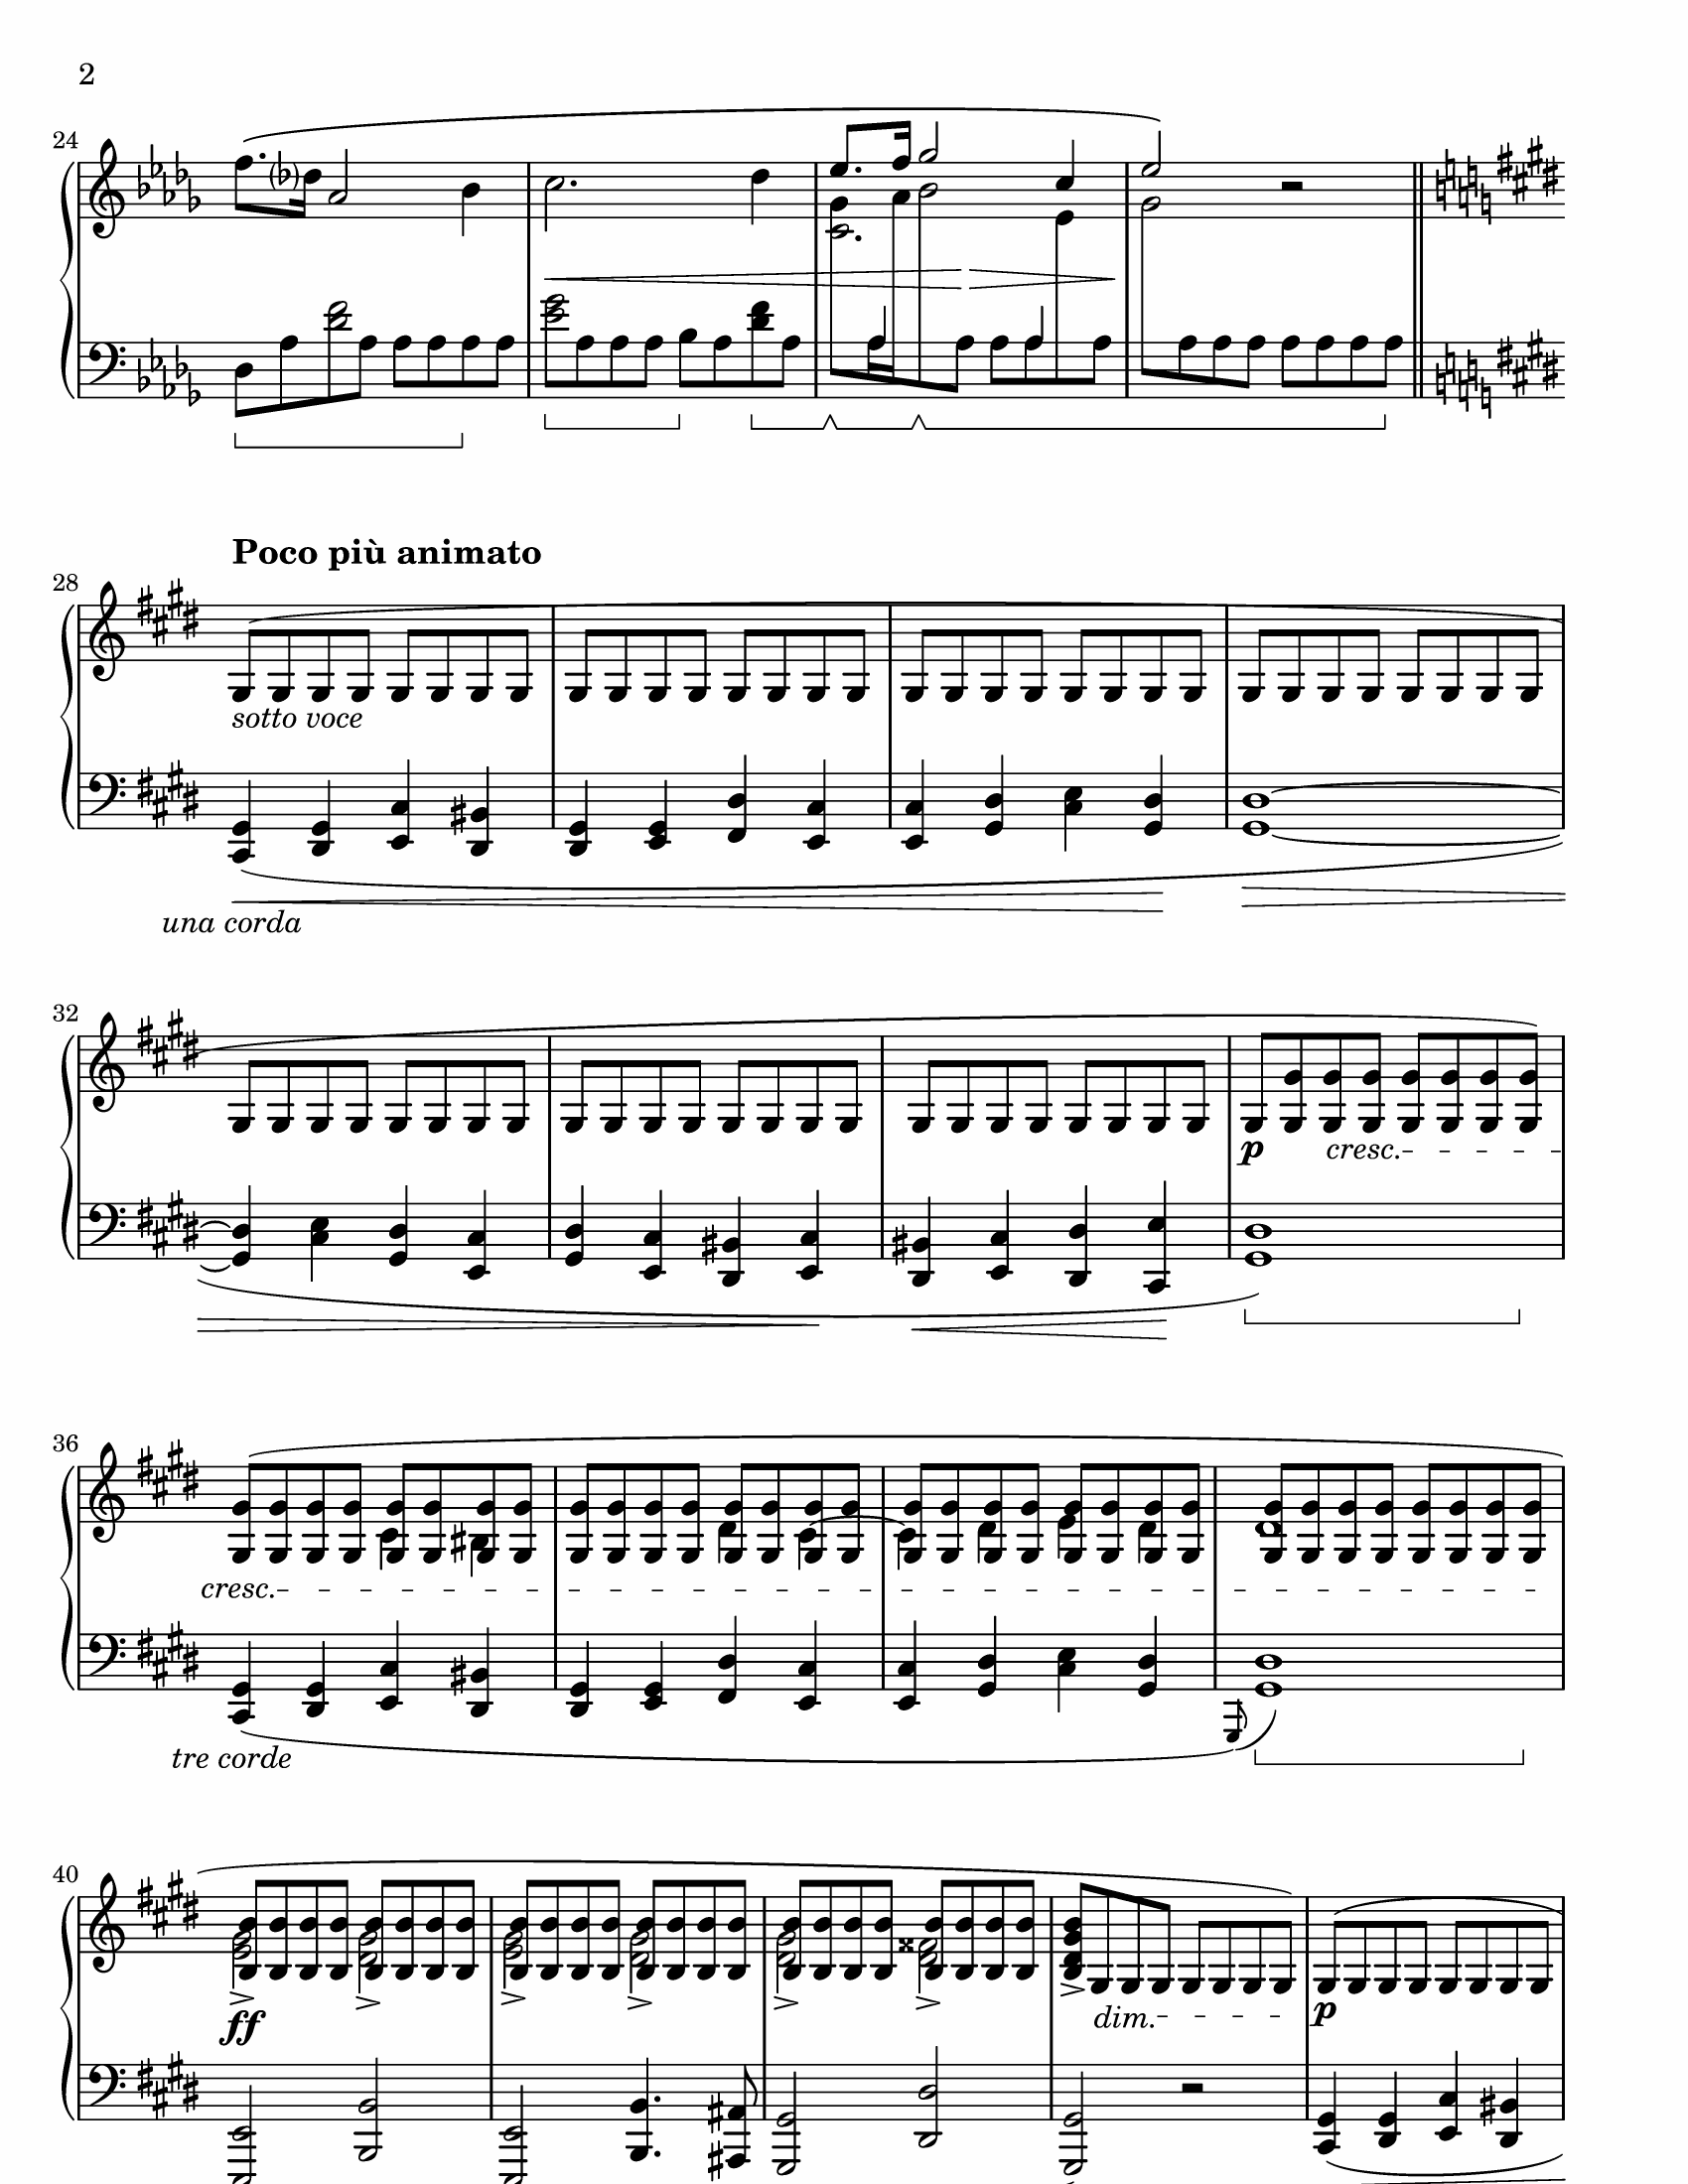 2
24
28
Poco più animato
sotto voce
una corda
32
p
cresc.
36
cresc.
tre corde
40
ff
dim.
p